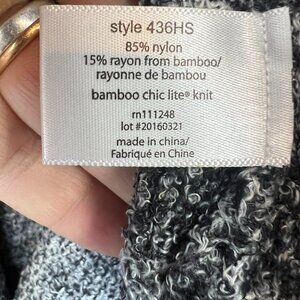 style 436HS
85% nylon
15% rayon from bamboo/
rayonne de bambou
bamboo chic lite® knit
rn111248
lot #20160321
made in china/
Fabriqué en Chine